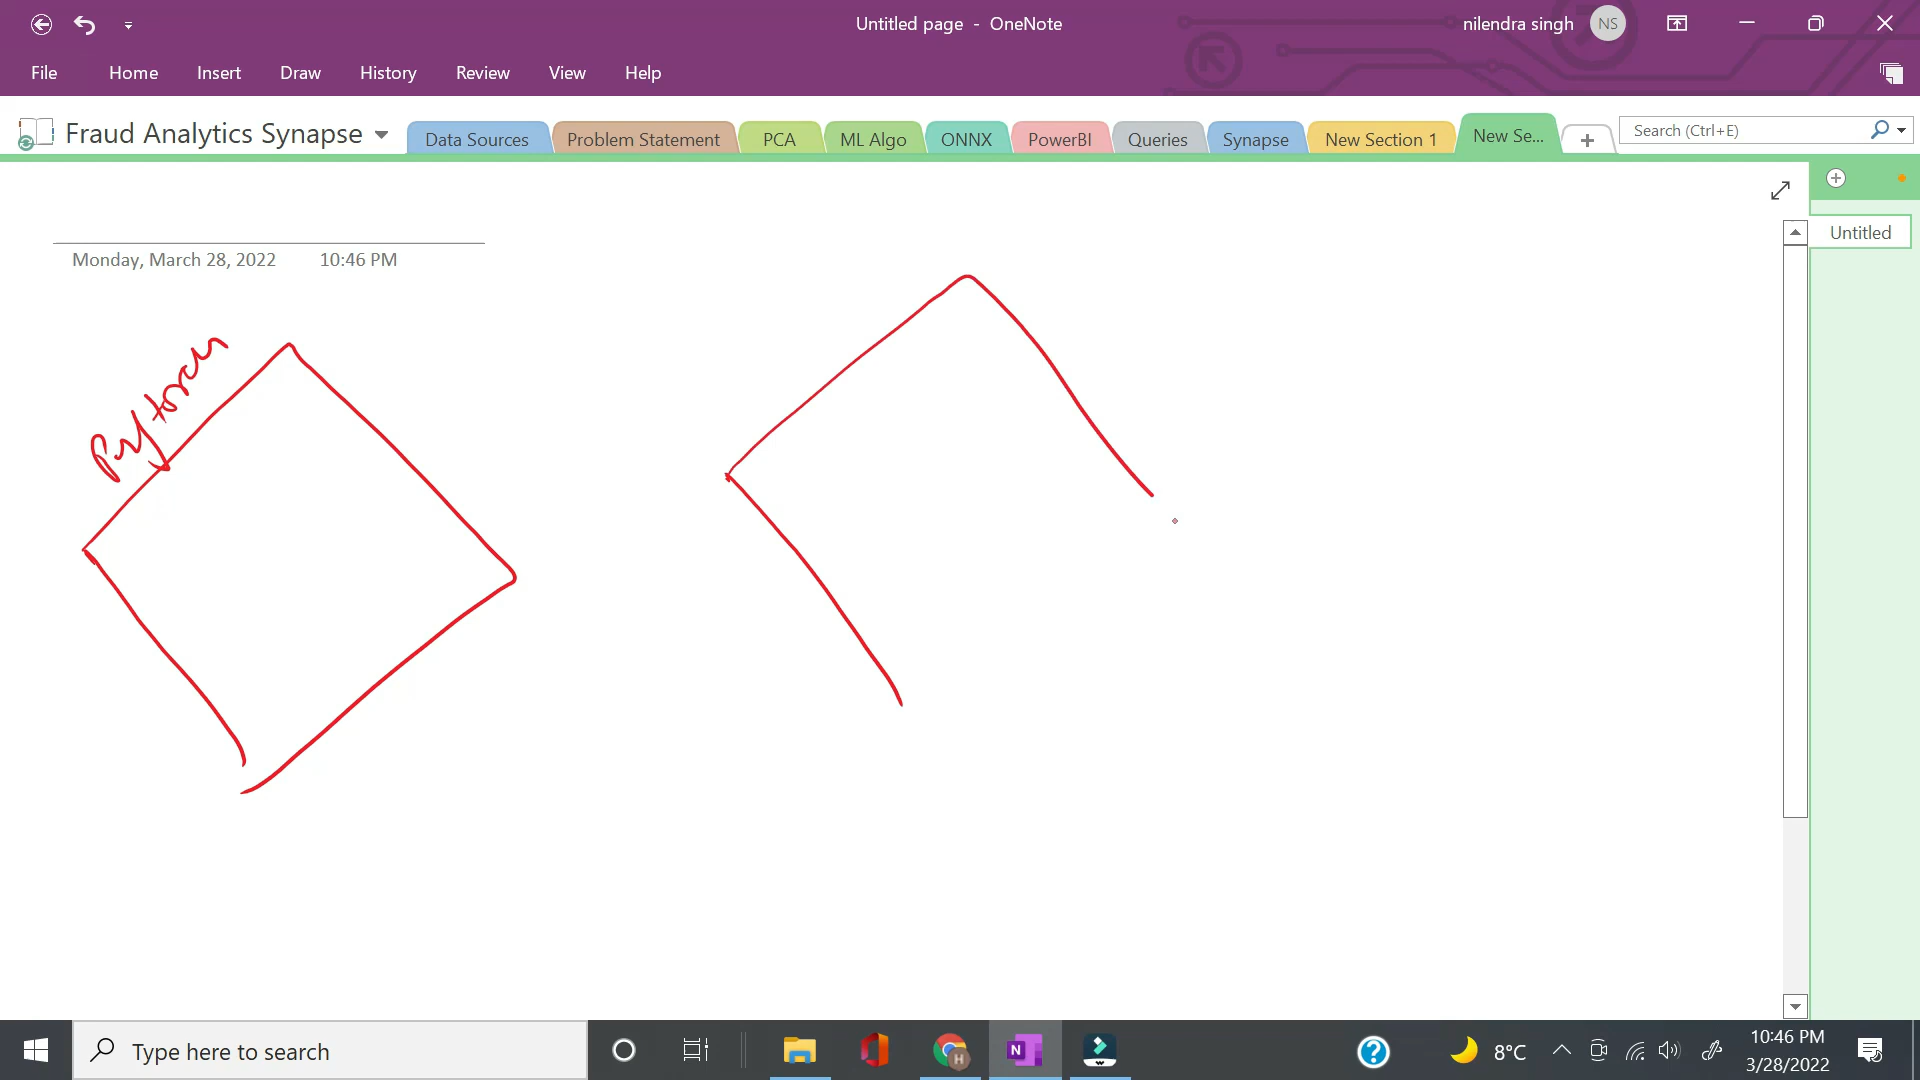 Untitled page - OneNote
nilendra singh NS
File Home Insert Draw History Review View Help
Fraud Analytics Synapse
Data Sources Problem Statement PCA ML Algo ONNX PowerBI Queries Synapse New Section 1 New Se... Search (Ctrl+E)
Untitled
Monday, March 28, 2022 10:46 PM
Pytorch
Type here to search
8°C
10:46 PM
3/28/2022